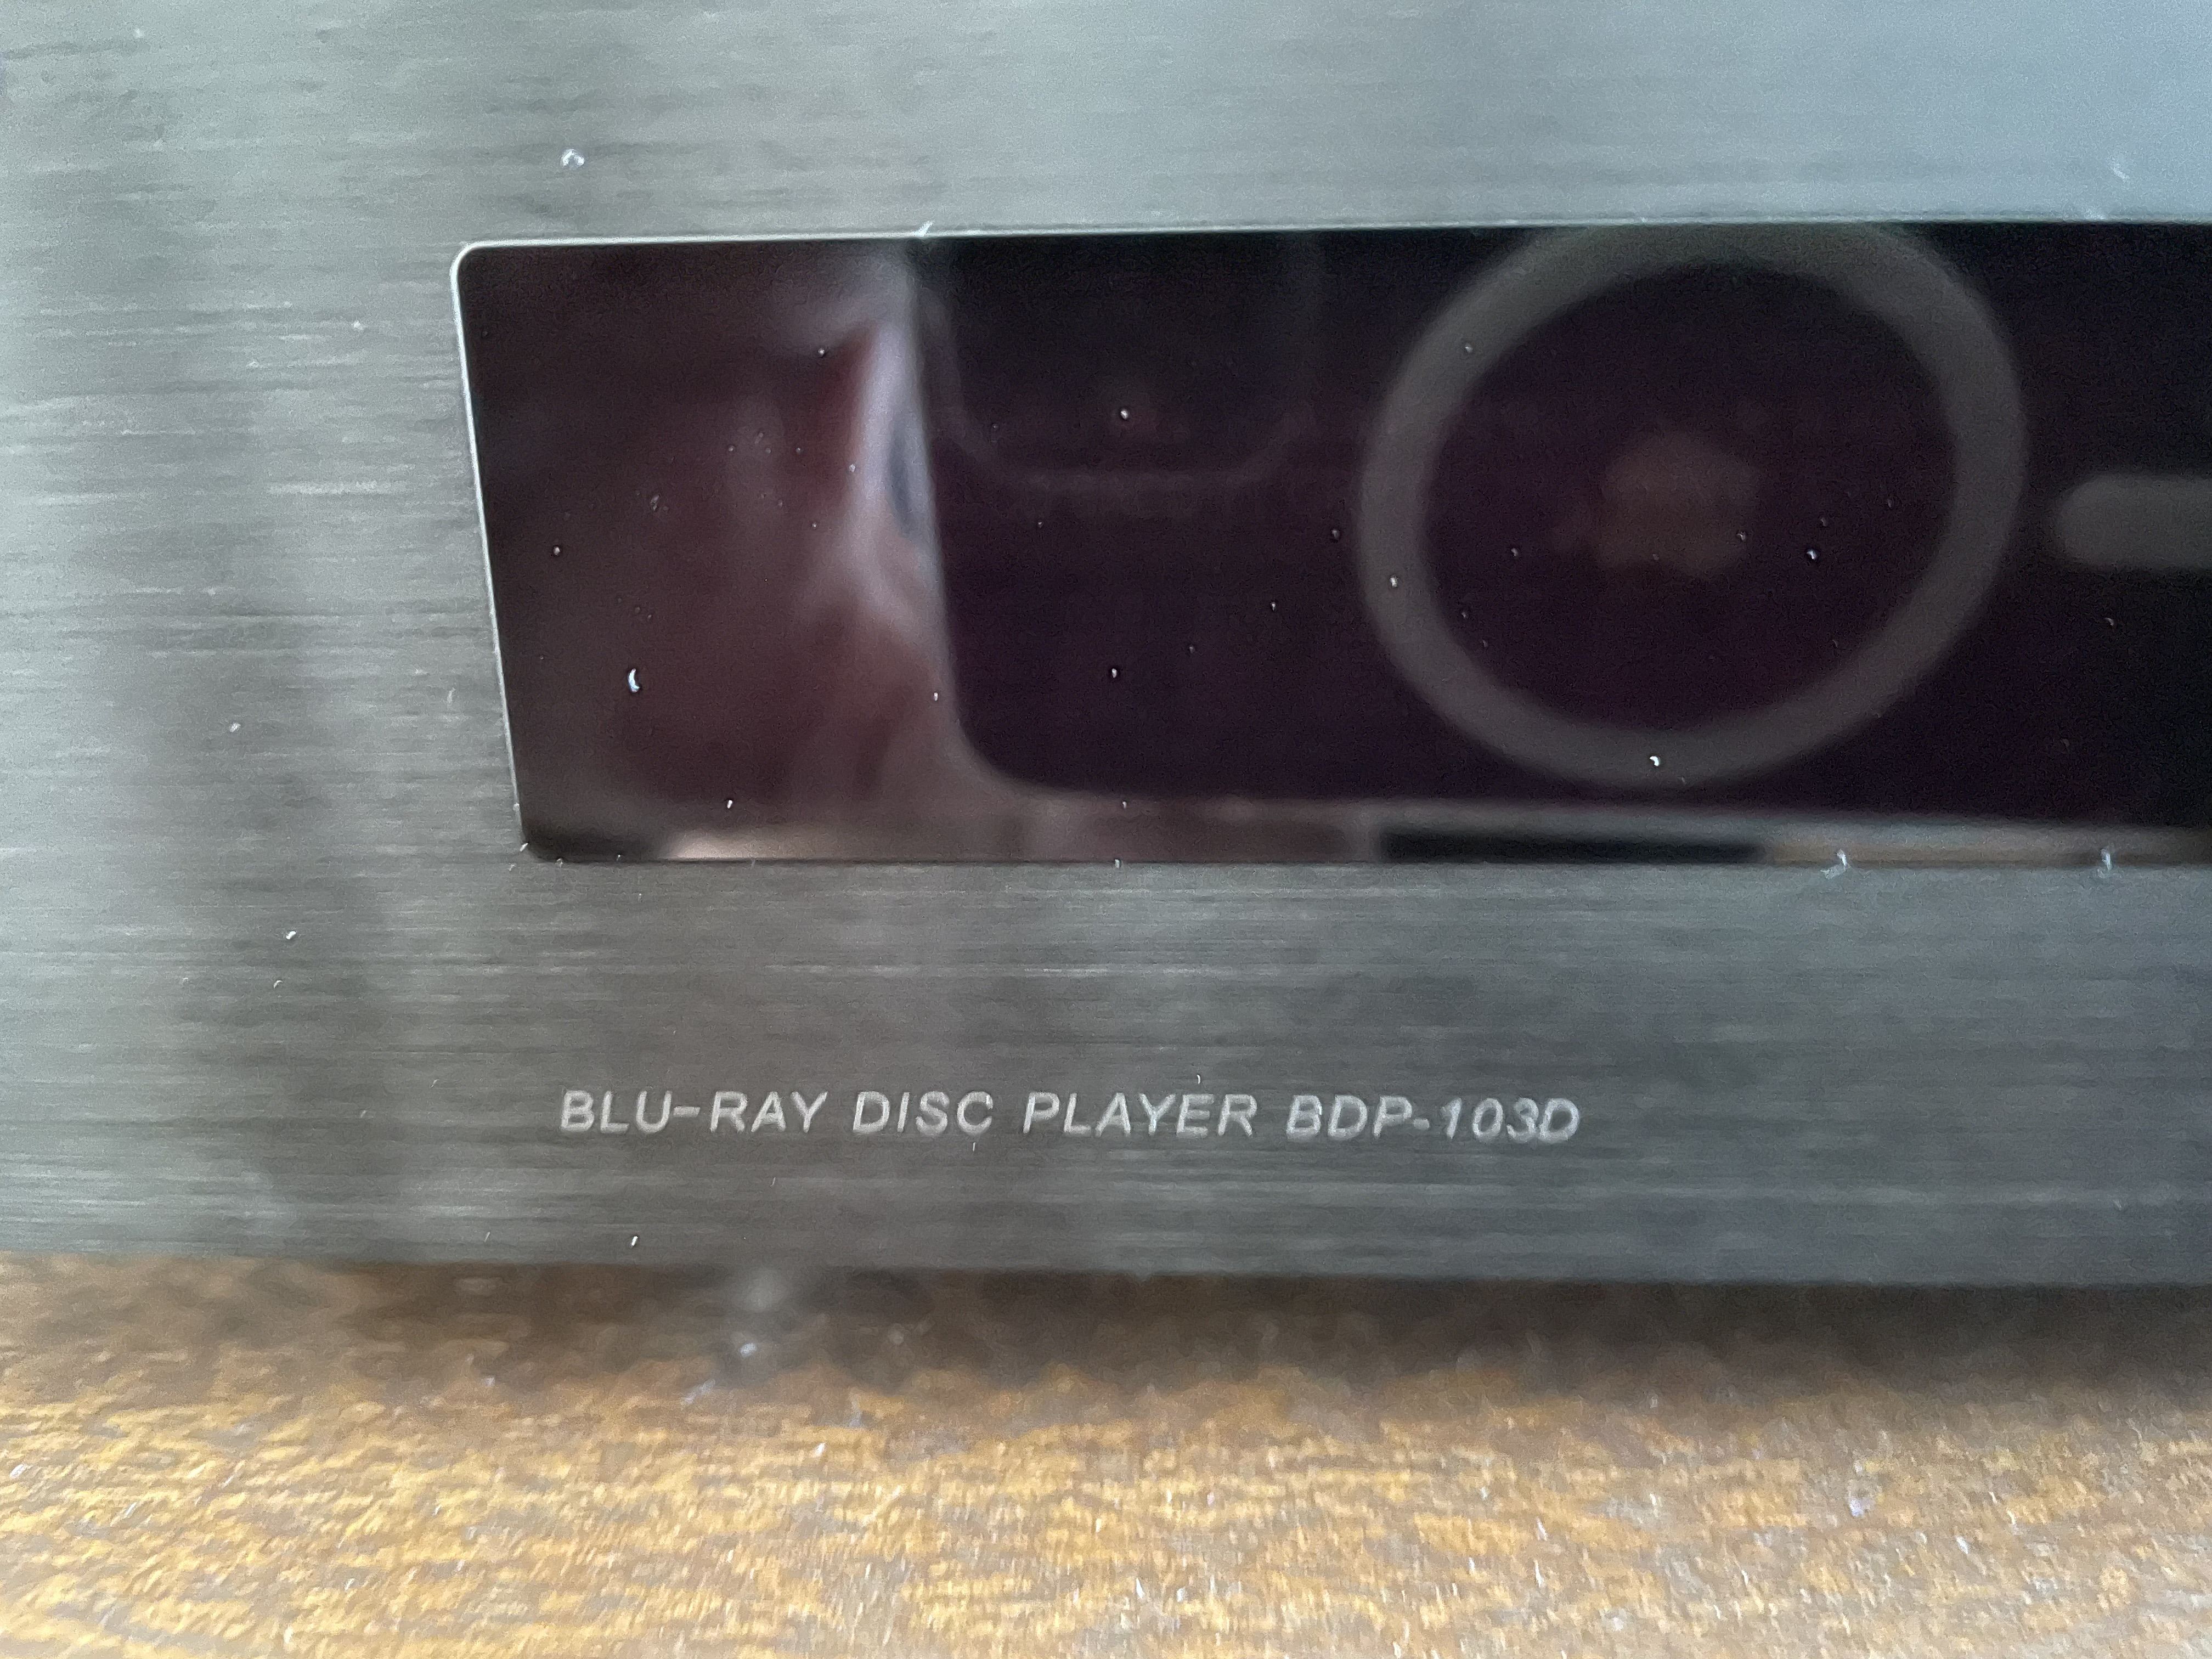 BLU-RAY DISC PLAYER BDP-103D